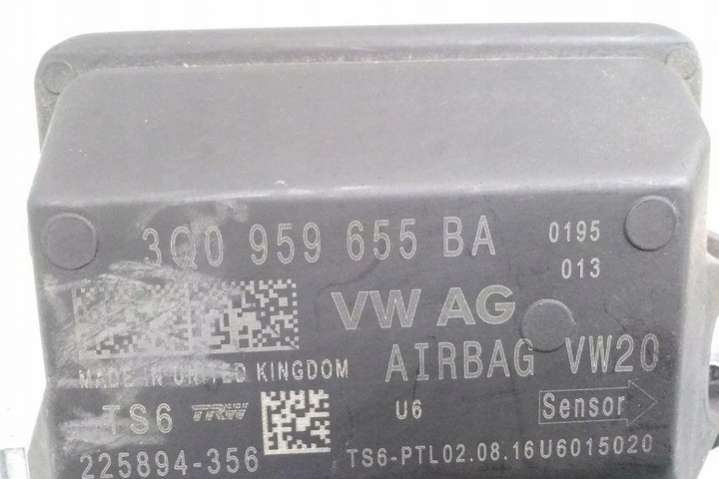 3Q0 959 655 BA 0195
013
VW AG
AIRBAG VW20
MADE IN UNITED KINGDOM
TS6 TRW U6 Sensor
225894-356 TS6-PTL02.08.16U6015020